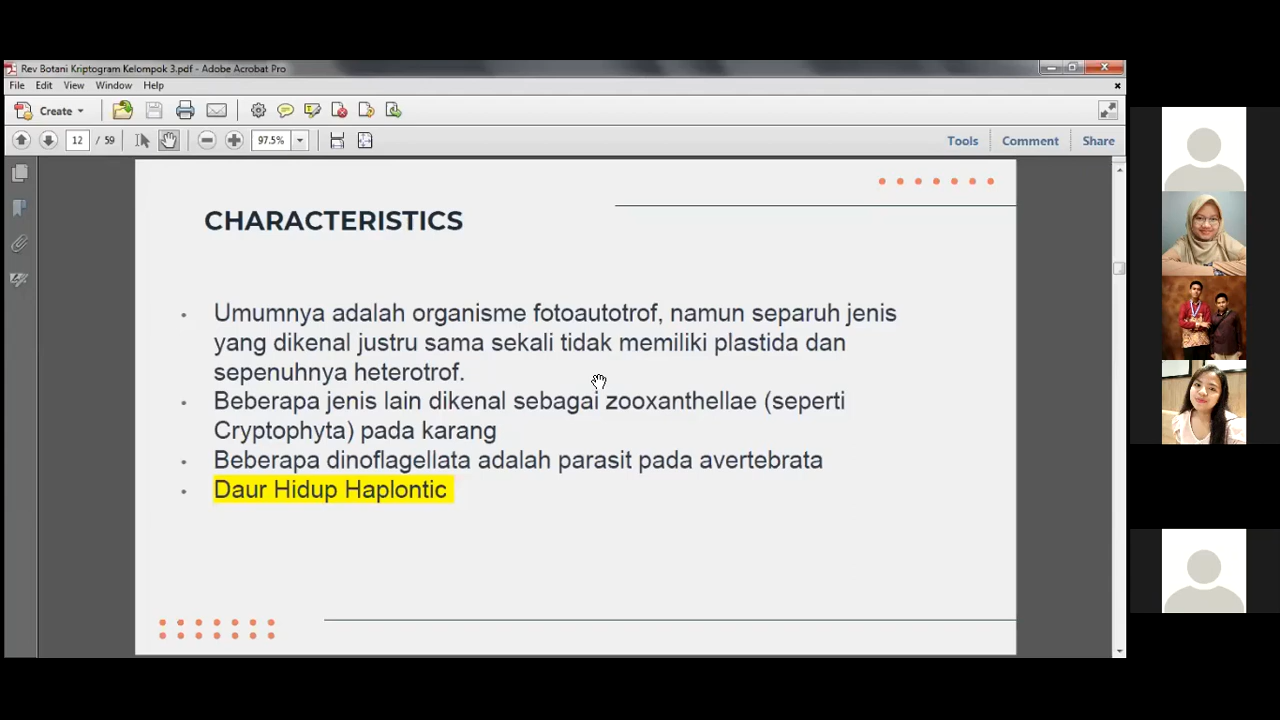 Rev Botani Kriptogram Kelompok 3.pdf - Adobe Acrobat Pro
File Edit View Window Help
Create
12 / 59 97.5% Tools Comment Share
CHARACTERISTICS
• Umumnya adalah organisme fotoautotrof, namun separuh jenis
yang dikenal justru sama sekali tidak memiliki plastida dan
sepenuhnya heterotrof.
• Beberapa jenis lain dikenal sebagai zooxanthellae (seperti
Cryptophyta) pada karang
• Beberapa dinoflagellata adalah parasit pada avertebrata
• Daur Hidup Haplontic